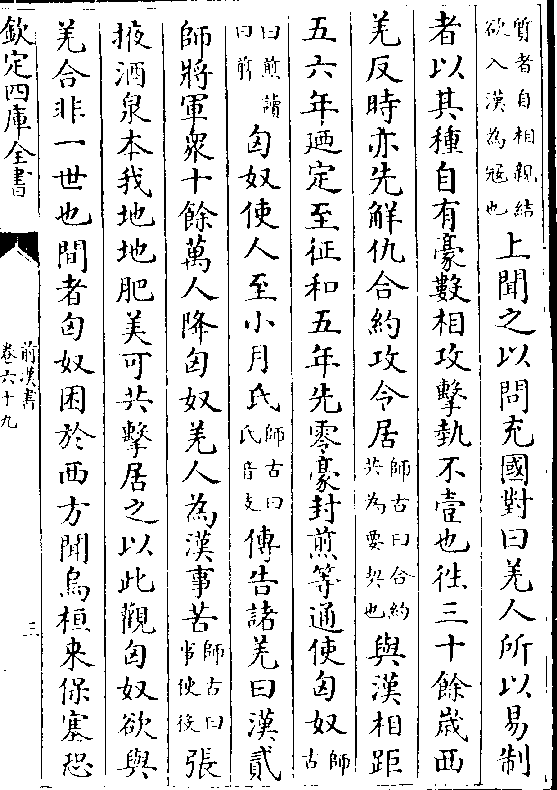 質者自相親結
欲入漢為冦也
上聞之以問充國對曰羌人所以易制
者以其種自有豪數相攻擊埶不壹也往三十餘歳西
羌反時亦先解仇合約攻令居
師古曰合約
共為要契也
與漢相距
五六年廼定至征和五年先零豪封煎等通使匈奴
師
古
曰煎讀
曰前
匈奴使人至小月氏
師古曰
氏音支
傳告諸羌曰漢貳
師將軍衆十餘萬人降匈奴羌人為漢事苦
師古曰
事使役
張
掖酒泉本我地地肥美可共擊居之以此觀匈奴欲與
羌合非一世也間者匈奴困於西方聞烏桓來保塞恐
欽定四庫全書
前漢書
卷六十九
三